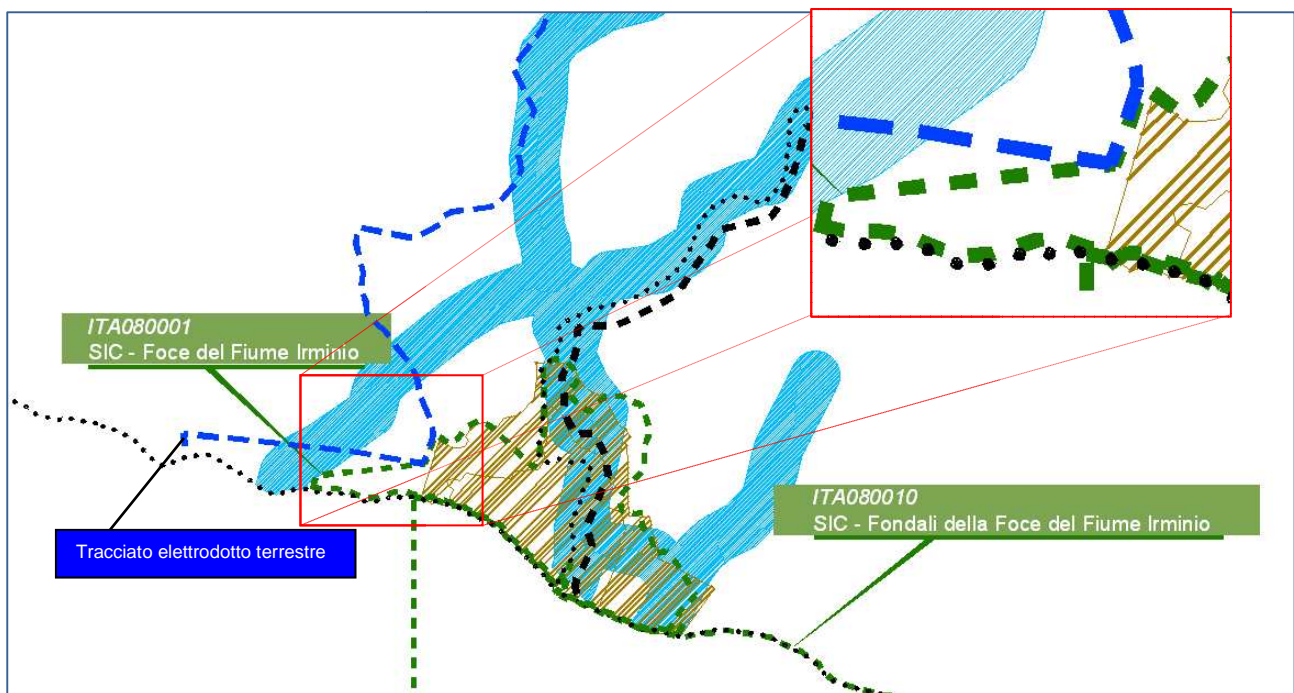 ITA080001
SIC - Foce del Fiume Irminio
ITA080010
SIC - Fondali della Foce del Fiume Irminio
Tracciato elettrodotto terrestre